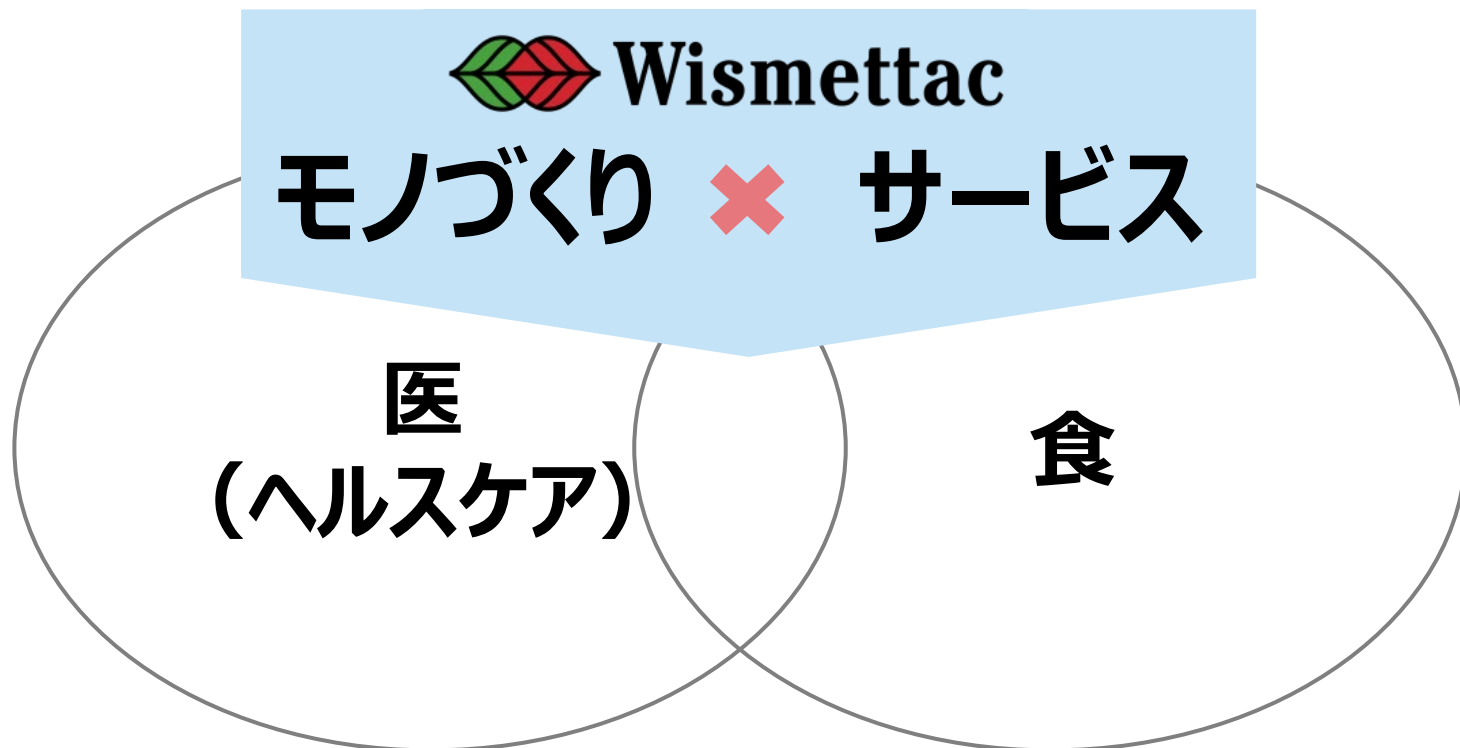 Wismettac
モノづくり ✖ サービス
医
（ヘルスケア）
食